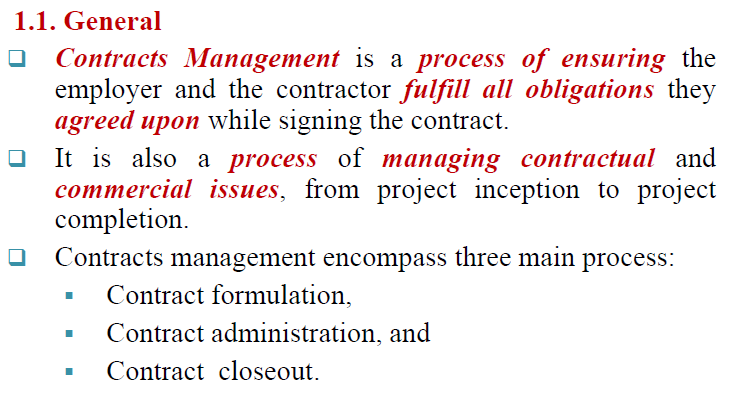 1.1. General
Contracts Management is a process of ensuring the
employer and the contractor fulfill all obligations they
agreed upon while signing the contract.
It is also a process of managing contractual and
commercial issues, from project inception to project
completion.
Contracts management encompass three main process:
Contract formulation,
Contract administration, and
Contract closeout.